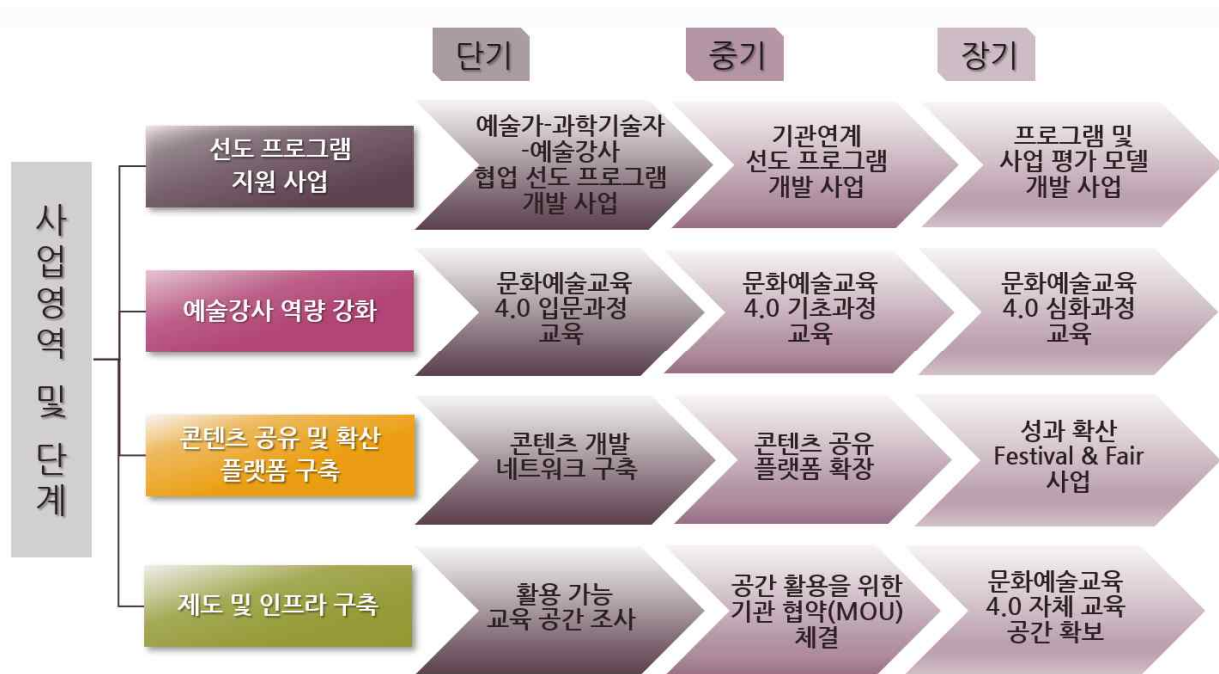 단기
중기
장기
사업영역 및 단계
선도 프로그램
지원 사업
예술가-과학기술자
-예술강사
협업 선도 프로그램
개발 사업
기관연계
선도 프로그램
개발 사업
프로그램 및
사업 평가 모델
개발 사업
예술강사 역량 강화
문화예술교육
4.0 입문과정
교육
문화예술교육
4.0 기초과정
교육
문화예술교육
4.0 심화과정
교육
콘텐츠 공유 및 확산
플랫폼 구축
콘텐츠 개발
네트워크 구축
콘텐츠 공유
플랫폼 확장
성과 확산
Festival & Fair
사업
제도 및 인프라 구축
활용 가능
교육 공간 조사
공간 활용을 위한
기관 협약(MOU)
체결
문화예술교육
4.0 자체 교육
공간 확보